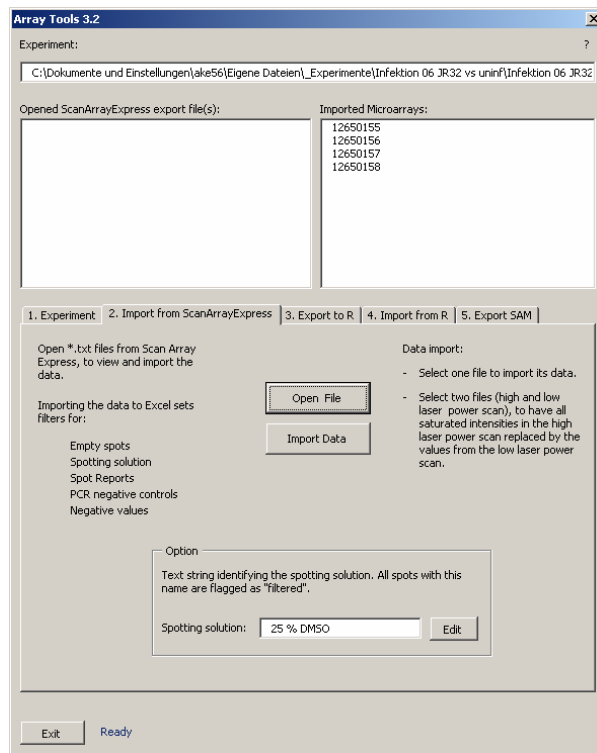 Array Tools 3.2
Experiment:
?
C:\Dokumente und Einstellungen\ake56\Eigene Dateien\_Experimente\Infektion 06 JR32 vs uninf\Infektion 06 JR32
Opened ScanArrayExpress export file(s):
Imported Microarrays:
12650155
12650156
12650157
12650158
1. Experiment
2. Import from ScanArrayExpress
3. Export to R
4. Import from R
5. Export SAM
Open *.txt files from Scan Array
Express, to view and import the
data.
Importing the data to Excel sets
filters for:
Empty spots
Spotting solution
Spot Reports
PCR negative controls
Negative values
Open File
Import Data
Data import:
- Select one file to import its data.
- Select two files (high and low
laser power scan), to have all
saturated intensities in the high
laser power scan replaced by the
values from the low laser power
scan.
Option
Text string identifying the spotting solution. All spots with this
name are flagged as "filtered".
Spotting solution:
25 % DMSO
Edit
Exit
Ready